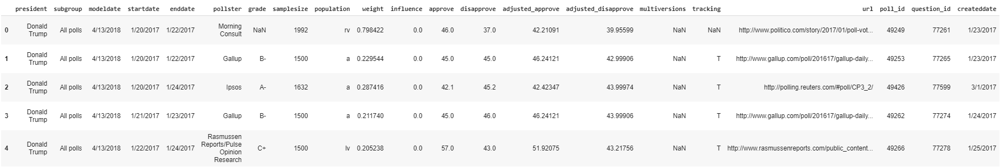 president subgroup modeldate startdate enddate pollster grade samplesize population weight influence approve disapprove adjusted_approve adjusted_disapprove multiversions tracking url poll_id question_id createddate
0 Donald Trump All polls 4/13/2018 1/20/2017 1/22/2017 Morning Consult NaN 1992 rv 0.798422 0.0 46.0 37.0 42.21091 39.95599 NaN NaN http://www.politico.com/story/2017/01/poll-vot... 49249 77261 1/23/2017
1 Donald Trump All polls 4/13/2018 1/20/2017 1/22/2017 Gallup B- 1500 a 0.229544 0.0 45.0 45.0 46.24121 42.99906 NaN T http://www.gallup.com/poll/201617/gallup-daily... 49253 77265 1/23/2017
2 Donald Trump All polls 4/13/2018 1/20/2017 1/24/2017 Ipsos A- 1632 a 0.287416 0.0 42.1 45.2 42.42347 43.99974 NaN T http://polling.reuters.com/#poll/CP3_2/ 49426 77599 3/1/2017
3 Donald Trump All polls 4/13/2018 1/21/2017 1/23/2017 Gallup B- 1500 a 0.211740 0.0 45.0 46.0 46.24121 43.99906 NaN T http://www.gallup.com/poll/201617/gallup-daily... 49262 77274 1/24/2017
4 Donald Trump All polls 4/13/2018 1/22/2017 1/24/2017 Rasmussen Reports/Pulse Opinion Research C+ 1500 lv 0.205238 0.0 57.0 43.0 51.92075 43.21756 NaN T http://www.rasmussenreports.com/public_content... 49266 77278 1/25/2017